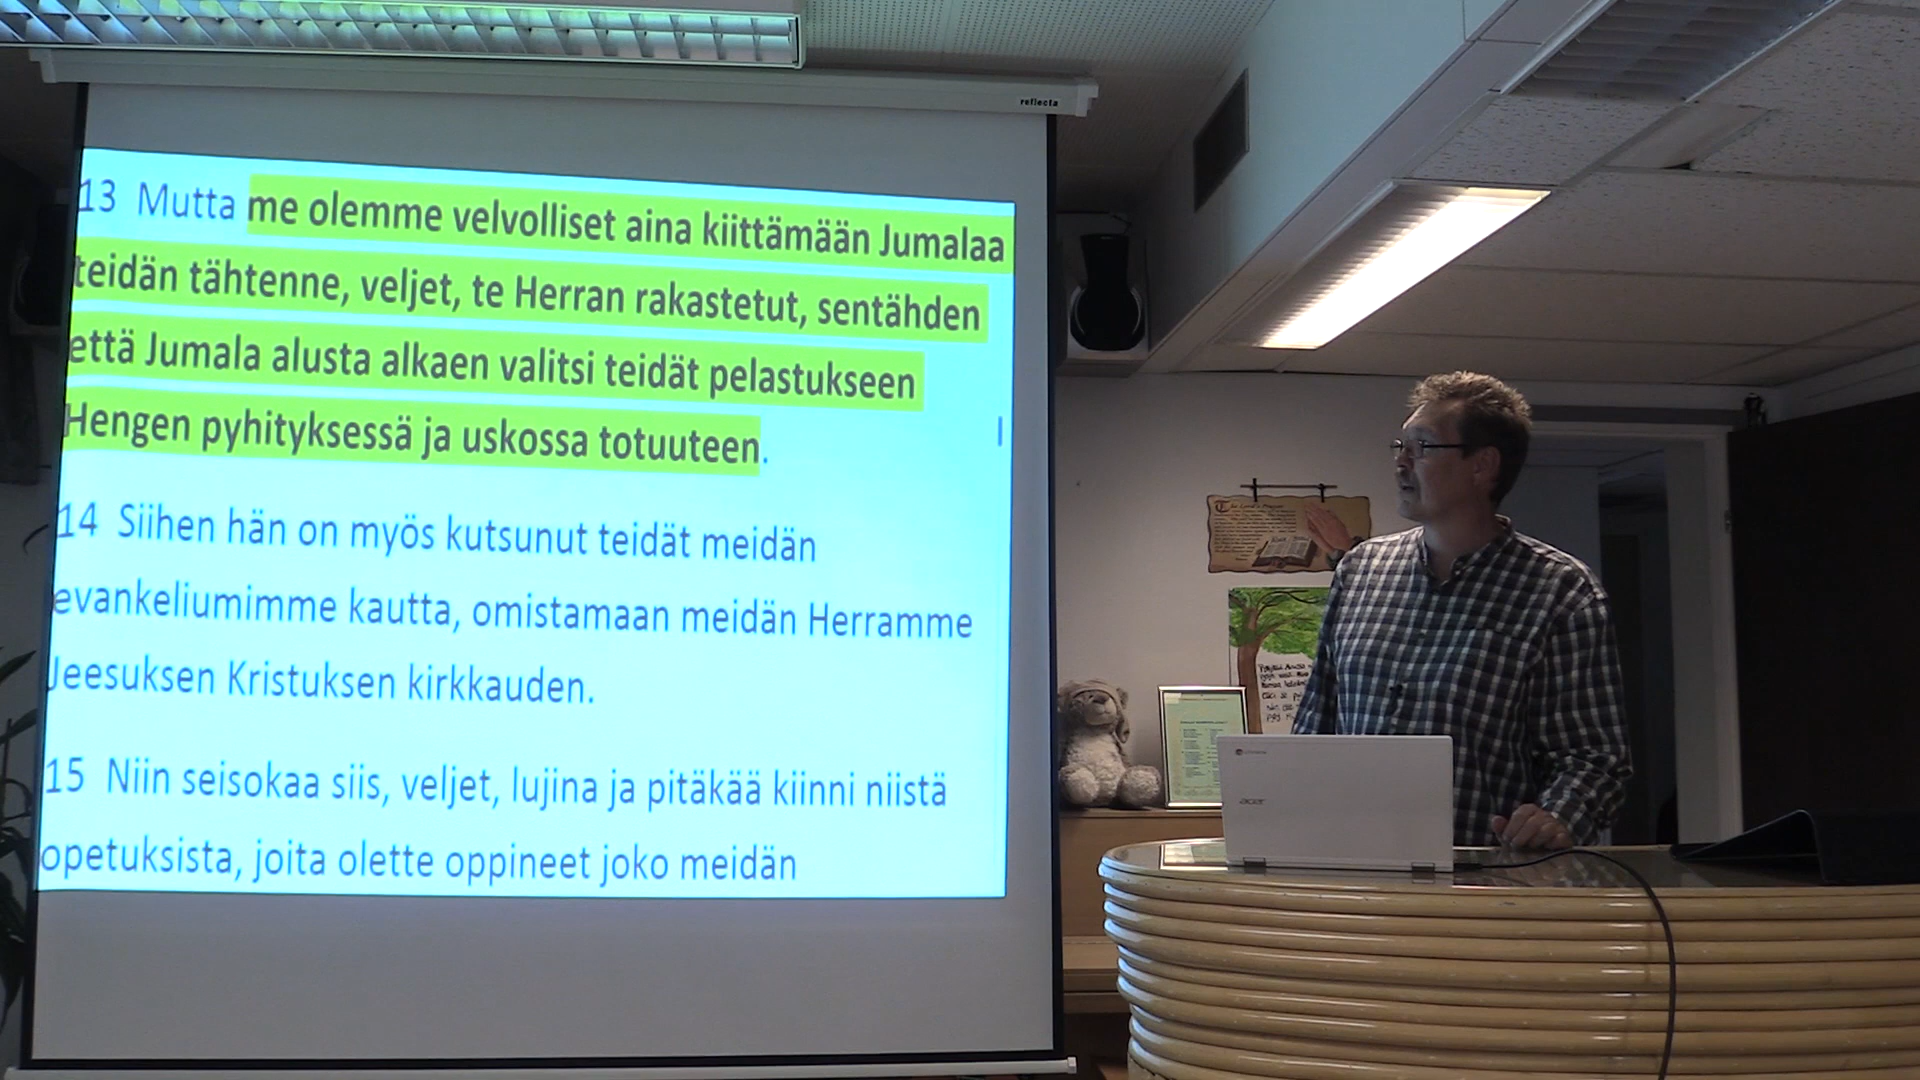 reflecta
13 Mutta me olemme velvolliset aina kiittämään Jumalaa
teidän tähtenne, veljet, te Herran rakastetut, sentähden
että Jumala alusta alkaen valitsi teidät pelastukseen
Hengen pyhityksessä ja uskossa totuuteen.
14 Siihen hän on myös kutsunut teidät meidän
evankeliumimme kautta, omistamaan meidän Herramme
Jeesuksen Kristuksen kirkkauden.
15 Niin seisokaa siis, veljet, lujina ja pitäkää kiinni niistä
opetuksista, joita olette oppineet joko meidän
The Lord's Prayer
acer